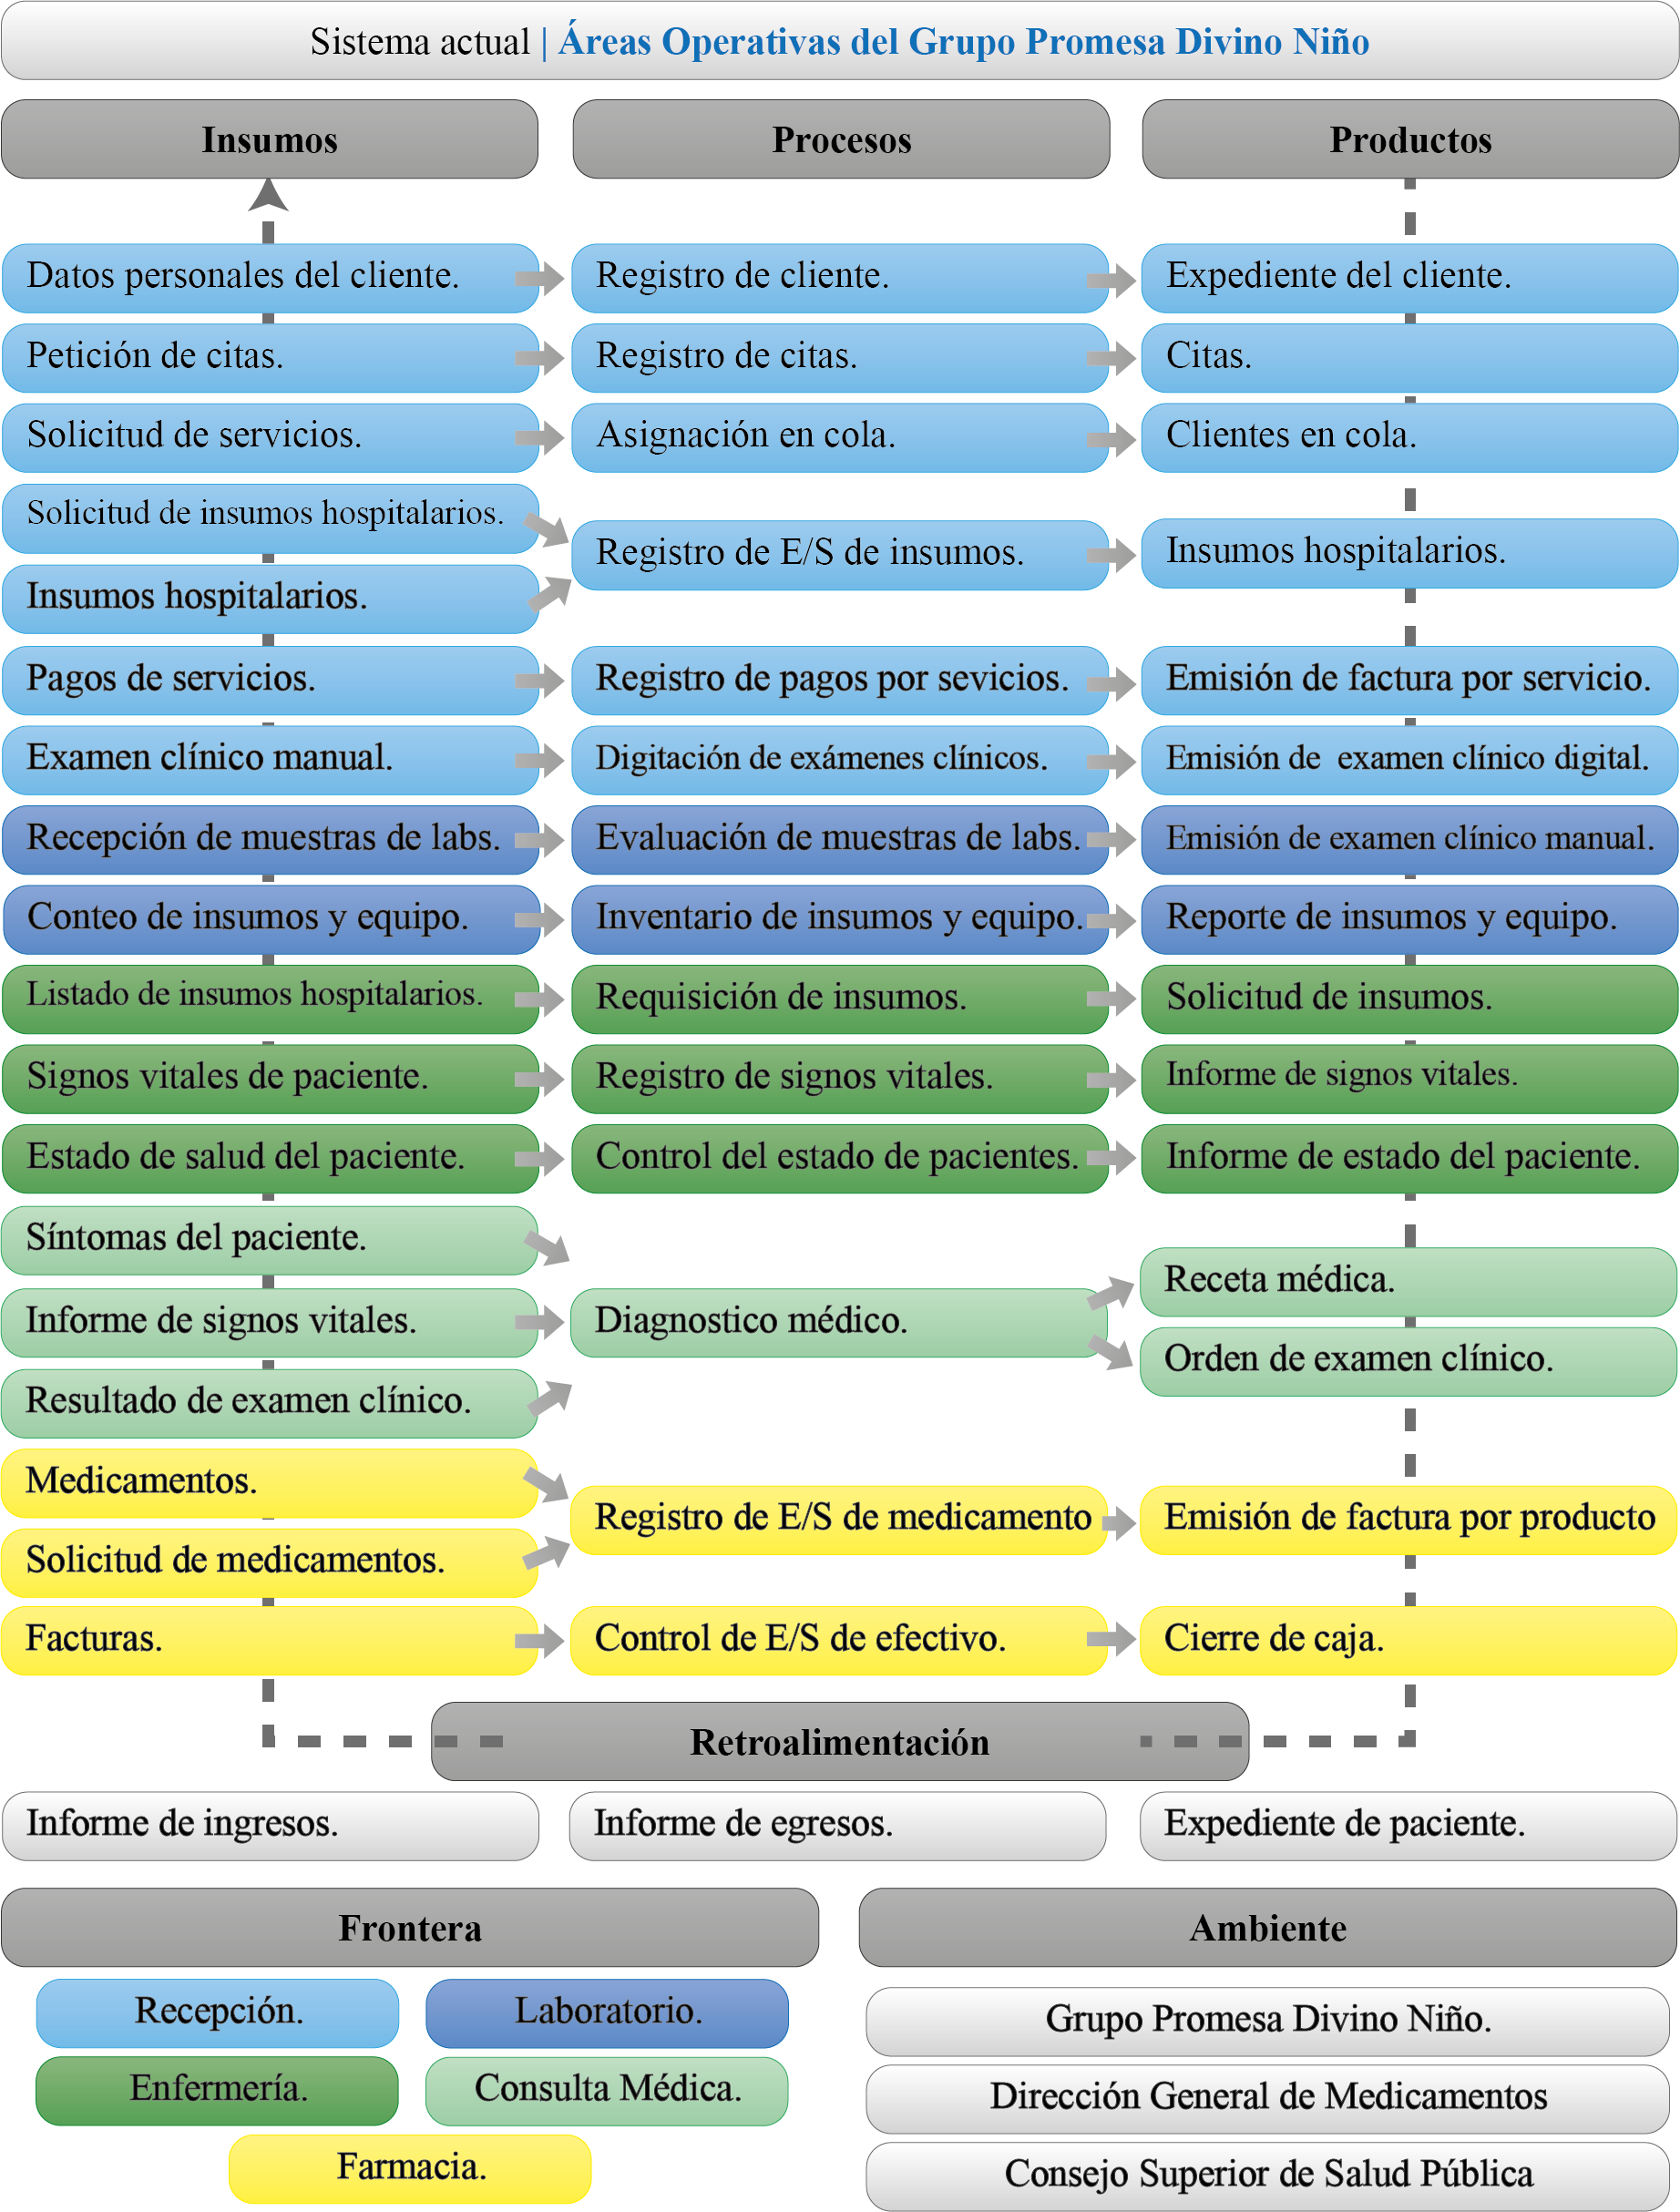 Sistema actual | Áreas Operativas del Grupo Promesa Divino Niño
Insumos
Procesos
Productos
Datos personales del cliente.
Registro de cliente.
Expediente del cliente.
Petición de citas.
Registro de citas.
Citas.
Solicitud de servicios.
Asignación en cola.
Clientes en cola.
Solicitud de insumos hospitalarios.
Insumos hospitalarios.
Registro de E/S de insumos.
Insumos hospitalarios.
Pagos de servicios.
Registro de pagos por sevicios.
Emisión de factura por servicio.
Examen clínico manual.
Digitación de exámenes clínicos.
Emisión de examen clínico digital.
Recepción de muestras de labs.
Evaluación de muestras de labs.
Emisión de examen clínico manual.
Conteo de insumos y equipo.
Inventario de insumos y equipo.
Reporte de insumos y equipo.
Listado de insumos hospitalarios.
Requisición de insumos.
Solicitud de insumos.
Signos vitales de paciente.
Registro de signos vitales.
Informe de signos vitales.
Estado de salud del paciente.
Control del estado de pacientes.
Informe de estado del paciente.
Síntomas del paciente.
Informe de signos vitales.
Resultado de examen clínico.
Diagnostico médico.
Receta médica.
Orden de examen clínico.
Medicamentos.
Solicitud de medicamentos.
Registro de E/S de medicamento
Emisión de factura por producto
Facturas.
Control de E/S de efectivo.
Cierre de caja.
Retroalimentación
Informe de ingresos.
Informe de egresos.
Expediente de paciente.
Frontera
Recepción.
Laboratorio.
Enfermería.
Consulta Médica.
Farmacia.
Ambiente
Grupo Promesa Divino Niño.
Dirección General de Medicamentos
Consejo Superior de Salud Pública